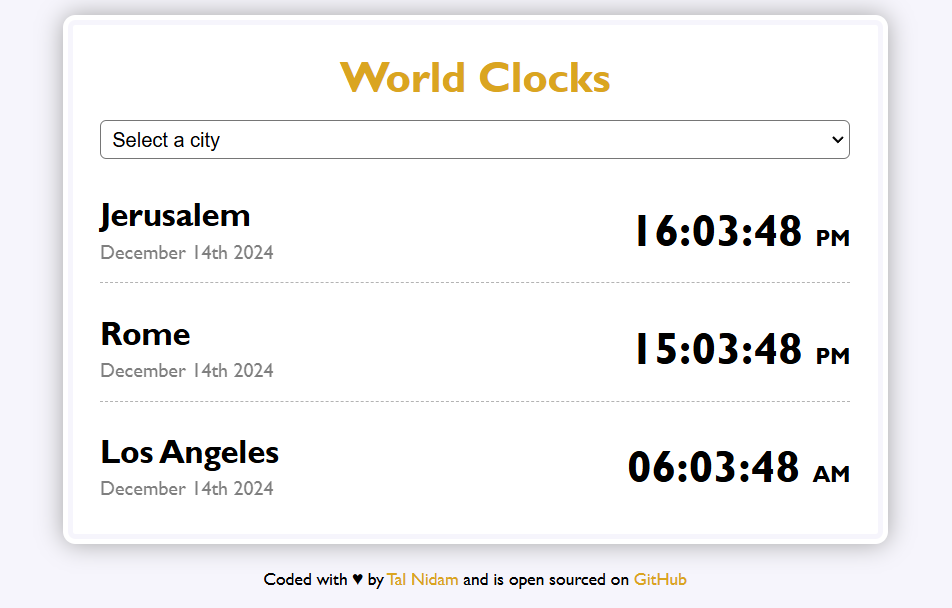 World Clocks
Select a city
Jerusalem
16:03:48 PM
December 14th 2024
Rome
15:03:48 PM
December 14th 2024
Los Angeles
06:03:48 AM
December 14th 2024
Coded with ♥ by Tal Nidam and is open sourced on GitHub